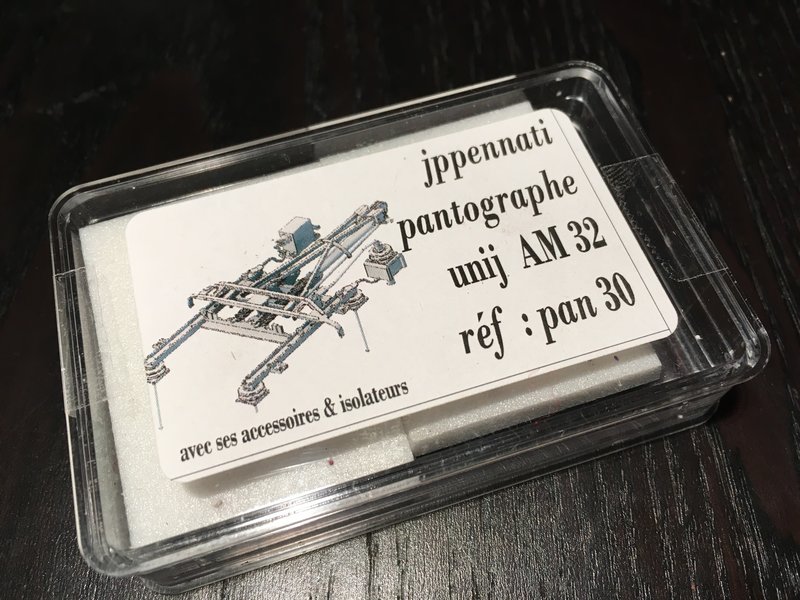 jppennati
pantographe
unij AM 32
réf : pan 30
avec ses accessoires & isolateurs